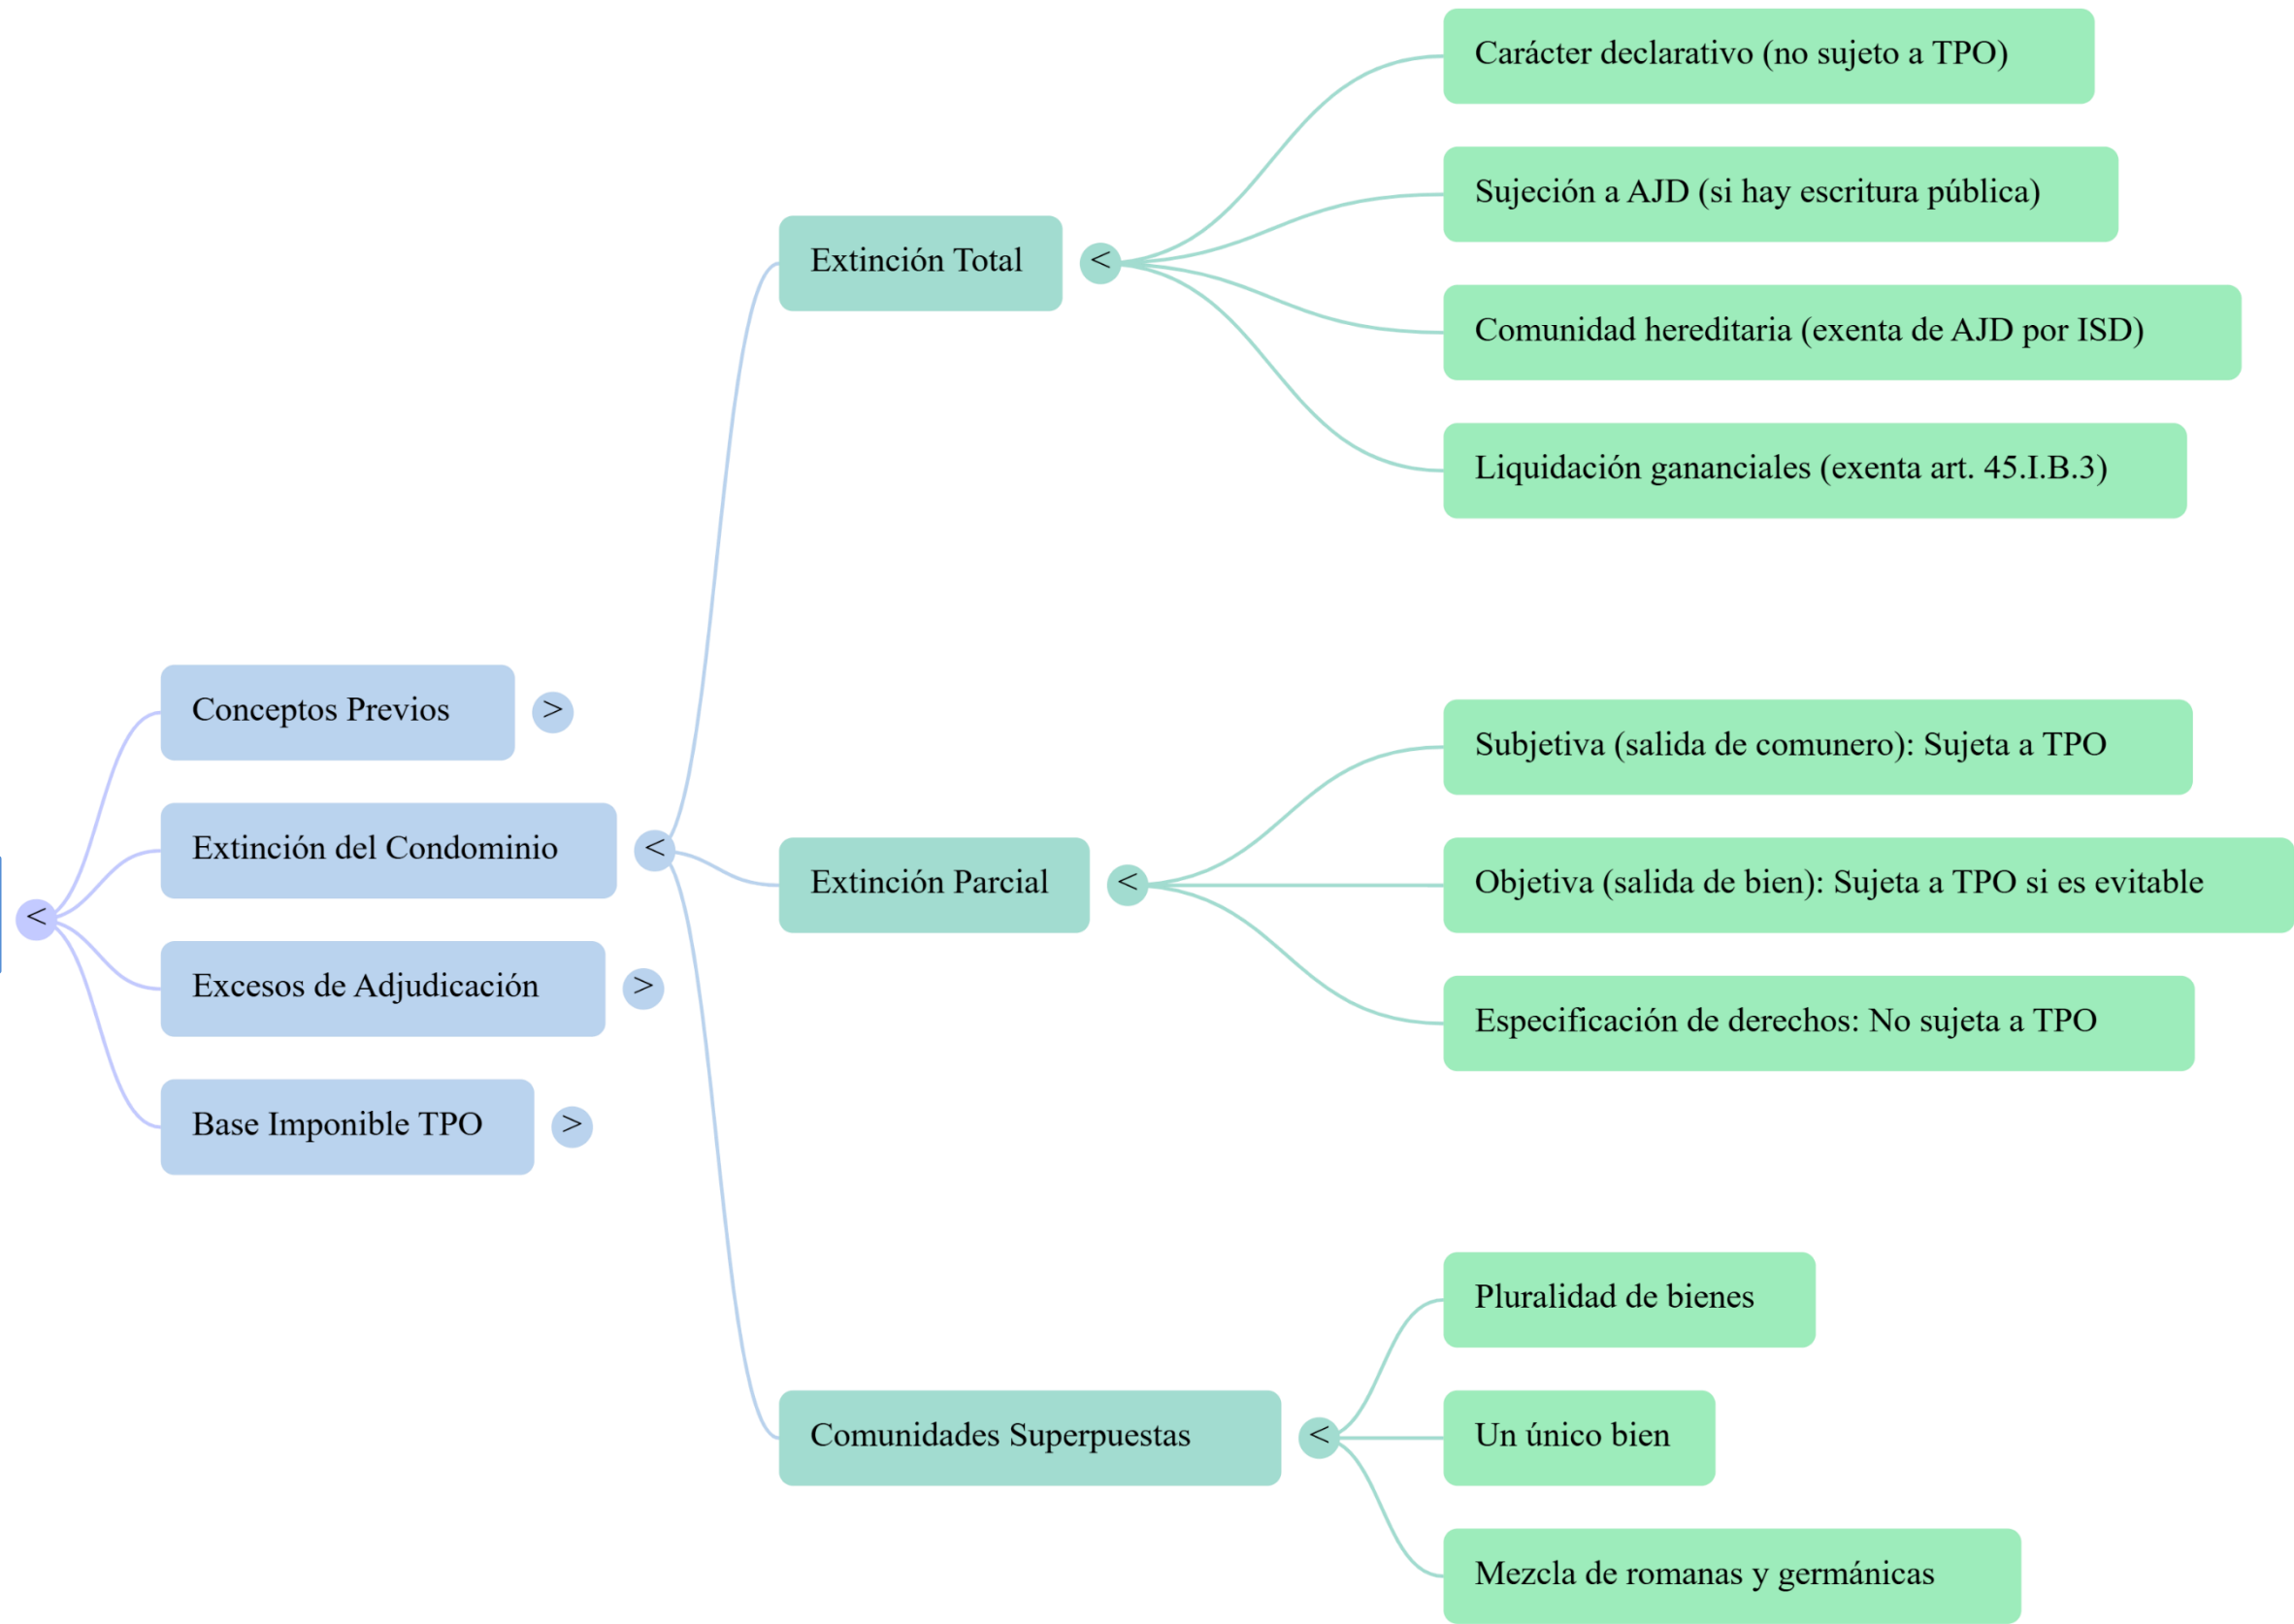 Conceptos Previos
>
Extinción del Condominio
<
Excesos de Adjudicación
>
Base Imponible TPO
>
<
Extinción Total
<
Carácter declarativo (no sujeto a TPO)
Sujeción a AJD (si hay escritura pública)
Comunidad hereditaria (exenta de AJD por ISD)
Liquidación gananciales (exenta art. 45.I.B.3)
Extinción Parcial
<
Subjetiva (salida de comunero): Sujeta a TPO
Objetiva (salida de bien): Sujeta a TPO si es evitable
Especificación de derechos: No sujeta a TPO
Comunidades Superpuestas
<
Pluralidad de bienes
Un único bien
Mezcla de romanas y germánicas